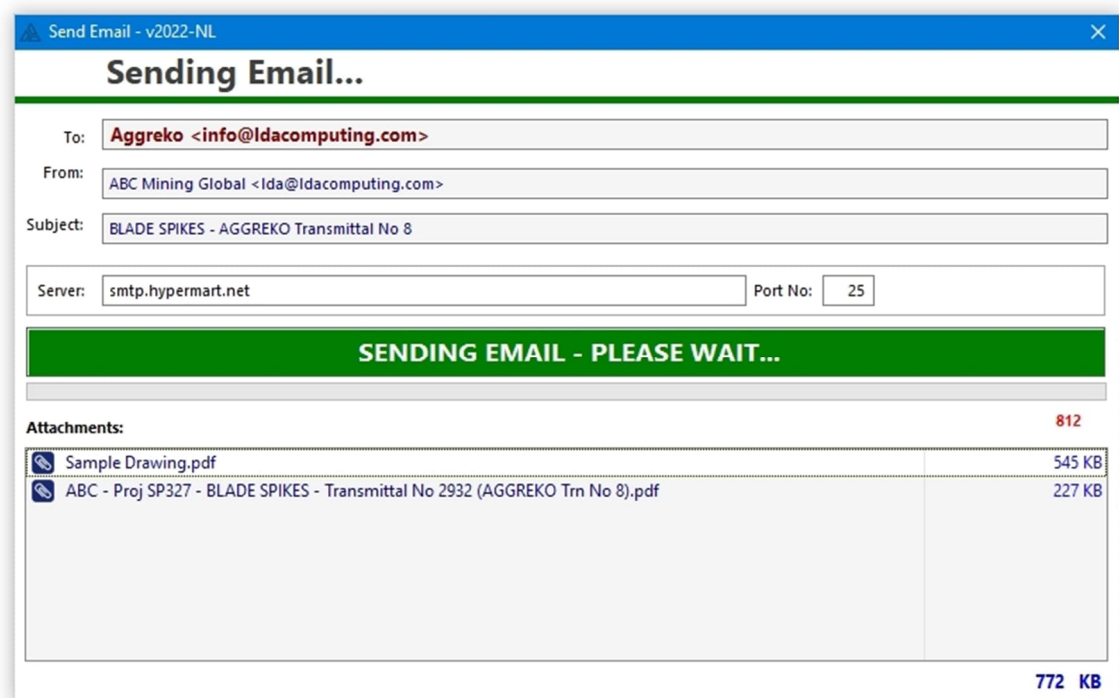 Send Email - v2022-NL
Sending Email...
To: Aggreko <info@ldacomputing.com>
From: ABC Mining Global <lda@ldacomputing.com>
Subject: BLADE SPIKES - AGGREKO Transmittal No 8
Server: smtp.hypermart.net Port No: 25
SENDING EMAIL - PLEASE WAIT...
812
Attachments:
Sample Drawing.pdf 545 KB
ABC - Proj SP327 - BLADE SPIKES - Transmittal No 2932 (AGGREKO Trn No 8).pdf 227 KB
772 KB